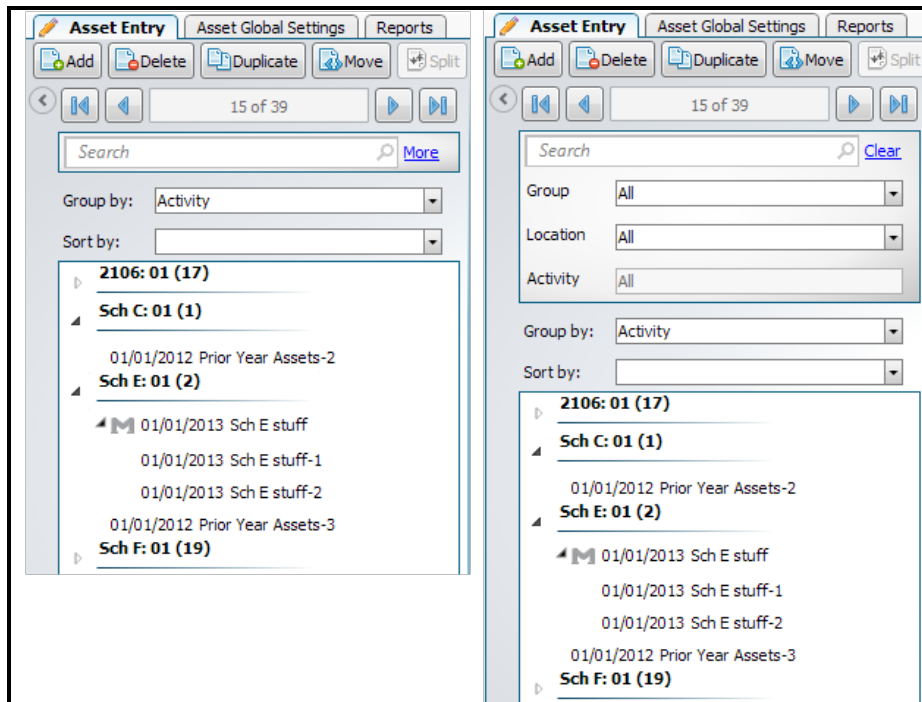 Asset Entry Asset Global Settings Reports
Add Delete Duplicate Move Split
15 of 39
Search More
Group by: Activity
Sort by:
2106: 01 (17)
Sch C: 01 (1)
01/01/2012 Prior Year Assets-2
Sch E: 01 (2)
M 01/01/2013 Sch E stuff
01/01/2013 Sch E stuff-1
01/01/2013 Sch E stuff-2
01/01/2012 Prior Year Assets-3
Sch F: 01 (19)
Asset Entry Asset Global Settings Reports
Add Delete Duplicate Move Split
15 of 39
Search Clear
Group All
Location All
Activity All
Group by: Activity
Sort by:
2106: 01 (17)
Sch C: 01 (1)
01/01/2012 Prior Year Assets-2
Sch E: 01 (2)
M 01/01/2013 Sch E stuff
01/01/2013 Sch E stuff-1
01/01/2013 Sch E stuff-2
01/01/2012 Prior Year Assets-3
Sch F: 01 (19)